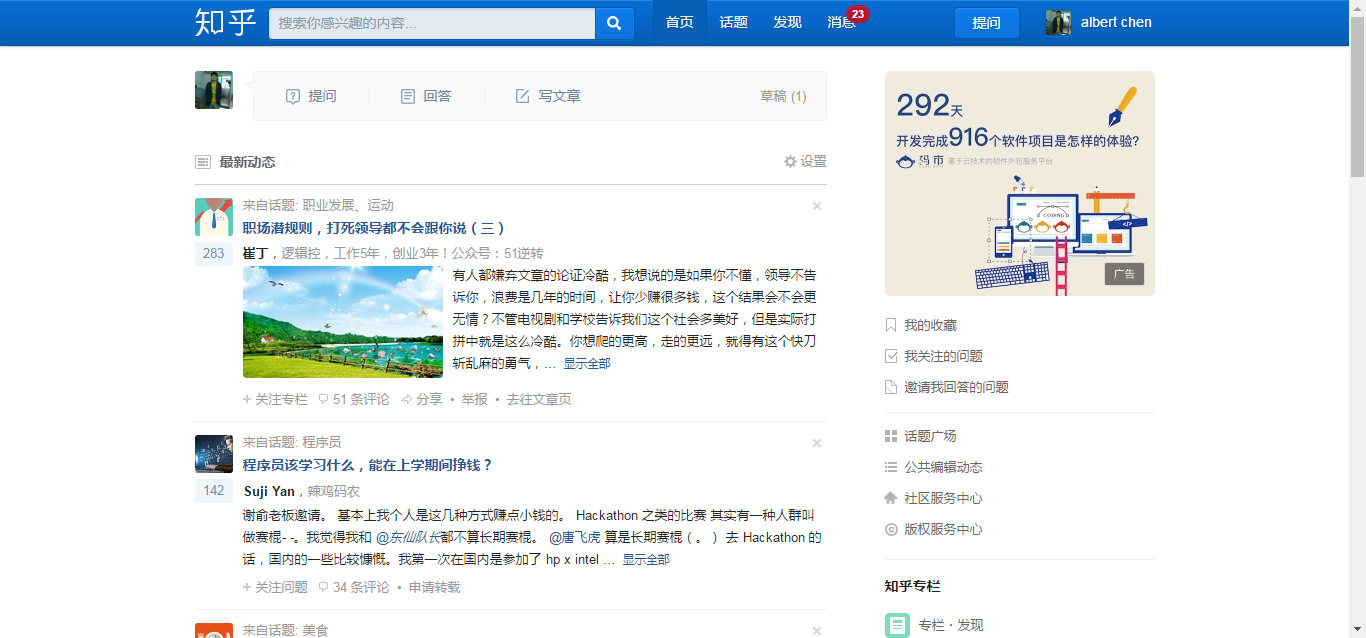 知乎
搜索你感兴趣的内容...
首页
话题
发现
消息
23
提问
albert chen
提问
回答
写文章
草稿 (1)
最新动态
设置
来自话题: 职业发展、运动
职场潜规则，打死领导都不会跟你说（三）
283
崔丁，逻辑控，工作5年，创业3年！公众号：51逆转
有人都嫌弃文章的论证冷酷，我想说的是如果你不懂，领导不告
诉你，浪费是几年的时间，让你少赚很多钱，这个结果会不会更
无情？不管电视剧和学校告诉我们这个社会多美好，但是实际打
拼中就是这么冷酷。你想爬的更高，走的更远，就得有这个快刀
斩乱麻的勇气，... 显示全部
关注专栏 51 条评论 分享 • 举报 • 去往文章页
来自话题: 程序员
程序员该学习什么，能在上学期间挣钱？
142
Suji Yan，辣鸡码农
谢俞老板邀请。 基本上我个人是这几种方式赚点小钱的。 Hackathon 之类的比赛 其实有一种人群叫
做赛棍- -。我觉得我和 @东仙队长都不算长期赛棍。 @唐飞虎 算是长期赛棍（。） 去 Hackathon 的
话，国内的一些比较慷慨。我第一次在国内是参加了 hp x intel ... 显示全部
关注问题 34 条评论 • 申请转载
来自话题: 美食
292天
开发完成916个软件项目是怎样的体验?
码市 基于云技术的软件外包服务平台
CODING
</>
广告
我的收藏
我关注的问题
邀请我回答的问题
话题广场
公共编辑动态
社区服务中心
版权服务中心
知乎专栏
专栏 · 发现